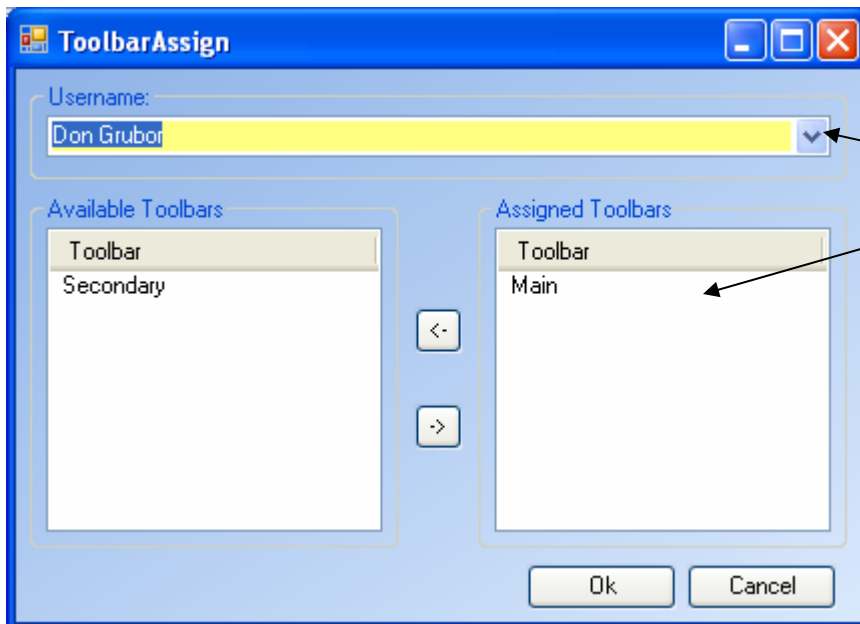 ToolbarAssign
Username:
Don Grubor
Available Toolbars
Assigned Toolbars
Toolbar
Toolbar
Secondary
Main
<-
->
Ok
Cancel